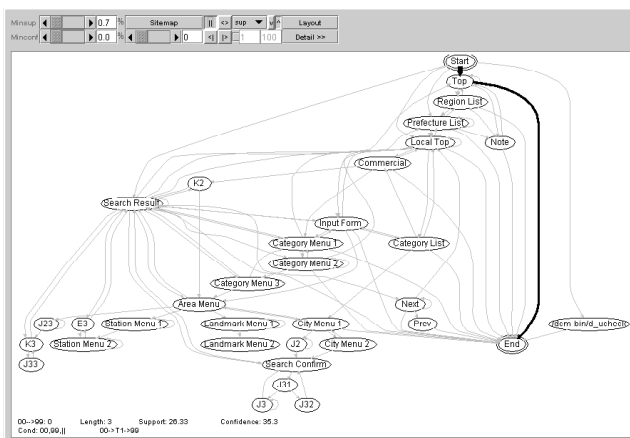 Minsup 0.7 % Sitemap || <> sup v ^ Layout
Minconf 0.0 % 0 <| |> 1 100 Detail >>
Start
Top
Region List
Prefecture List
Local Top
Note
Commercial
K2
Search Result
Input Form
Category Menu 1
Category List
Category Menu 2
Category Menu 3
Area Menu
Next
J23
E3
Station Menu 1
Landmark Menu 1
City Menu 1
Prev
K3
Station Menu 2
Landmark Menu 2
J2
City Menu 2
End
J33
Search Confirm
J31
J3
J32
00-->99: 0 Length: 3 Support: 26.33 Confidence: 35.3
Cond: 00,99,|| 00->T1->99